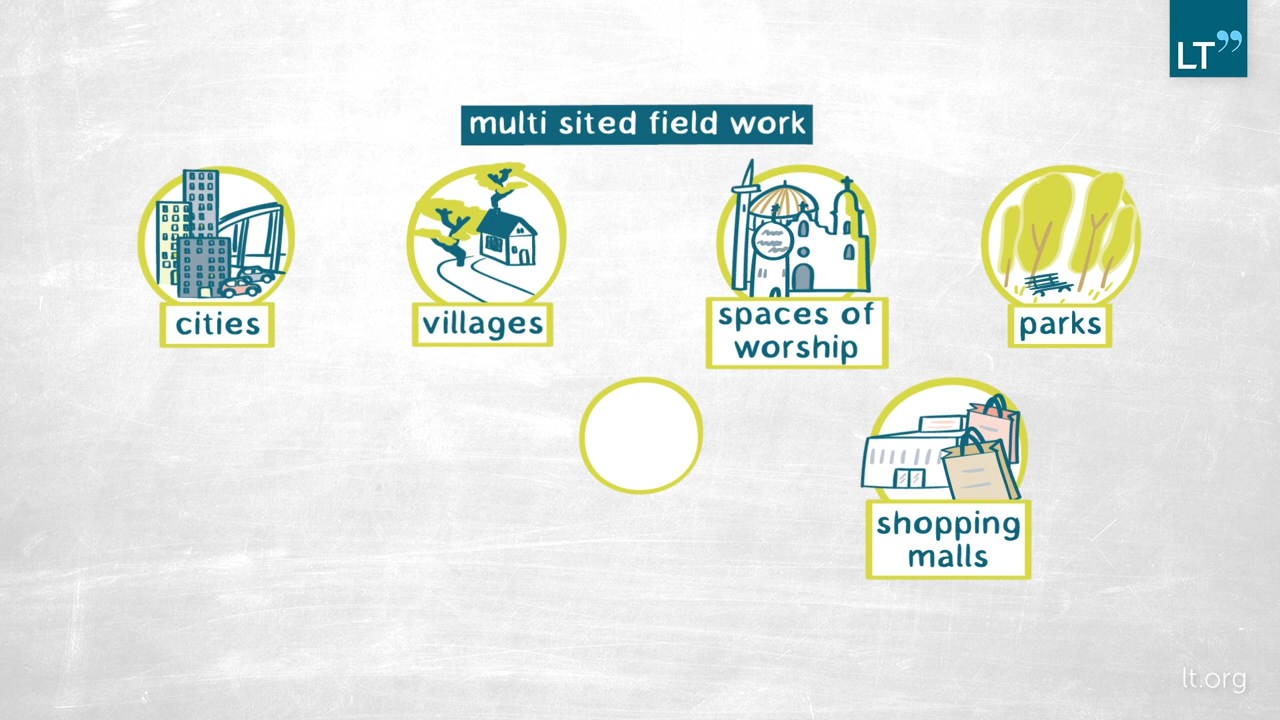 LT”
multi sited field work
cities
villages
spaces of
worship
parks
shopping
malls
lt.org